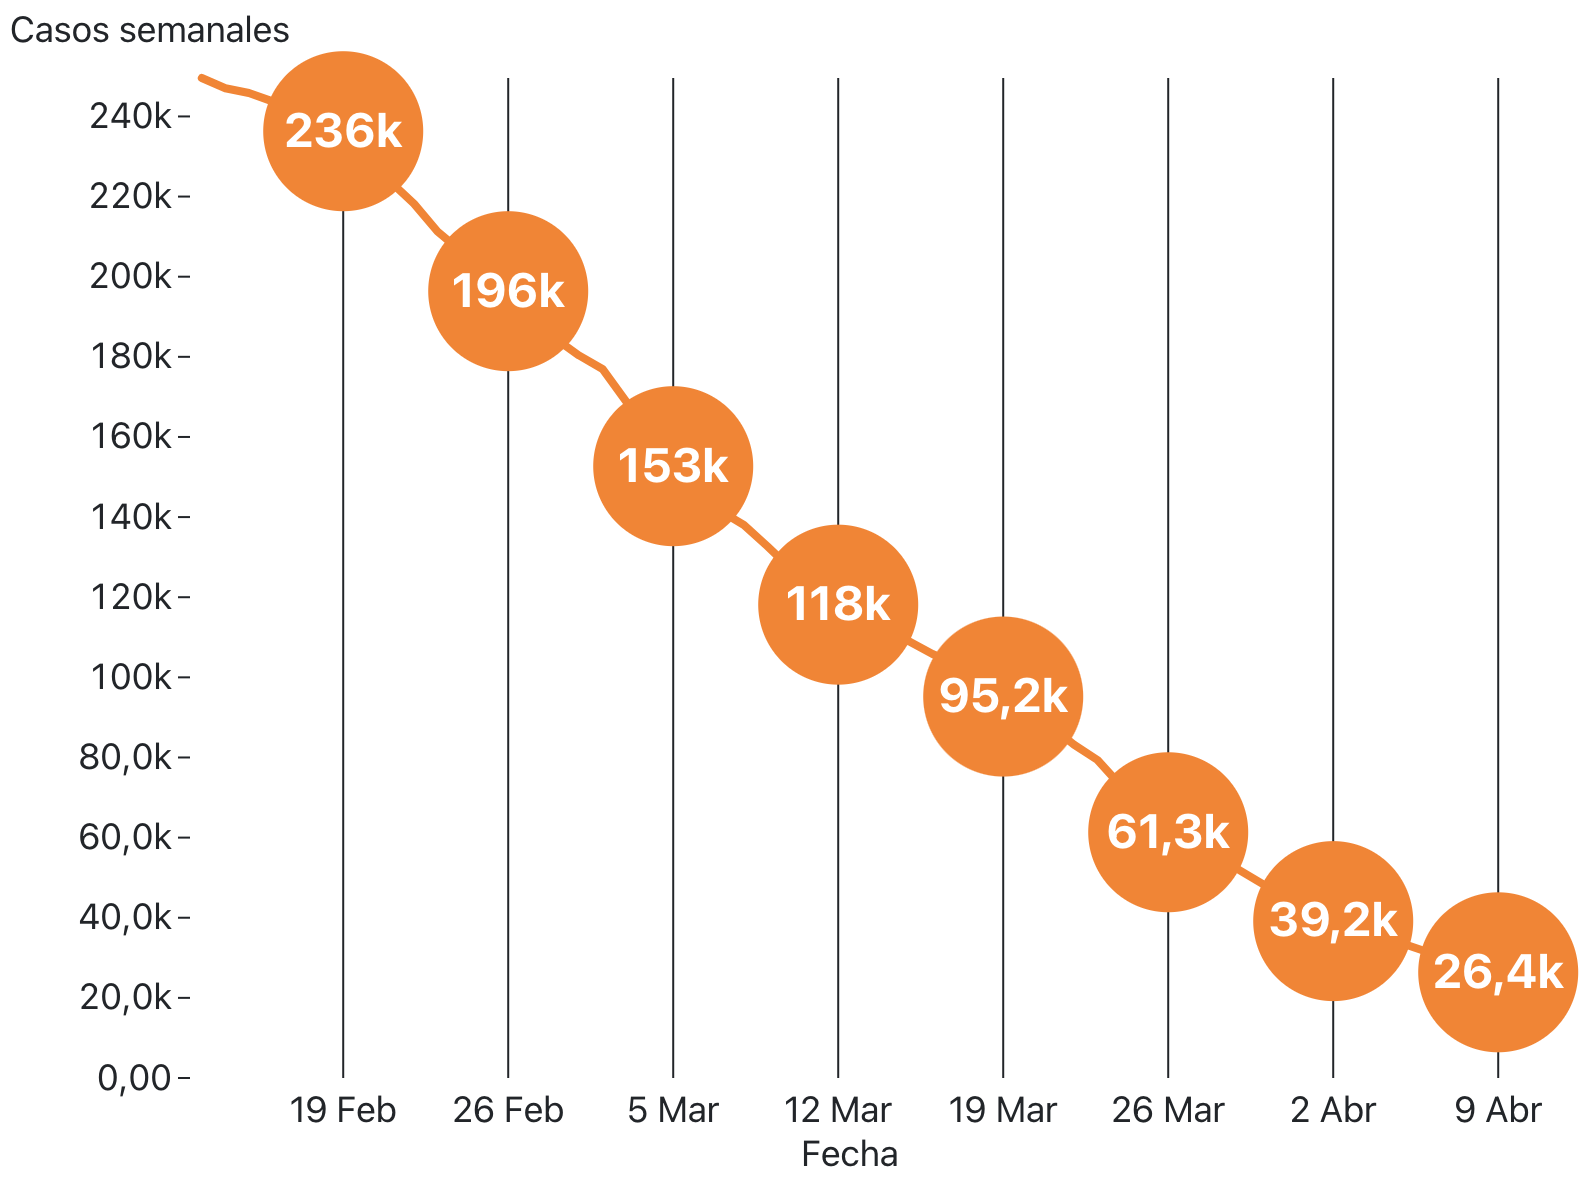 Casos semanales
240k
220k
200k
180k
160k
140k
120k
100k
80,0k
60,0k
40,0k
20,0k
0,00
236k
196k
153k
118k
95,2k
61,3k
39,2k
26,4k
19 Feb 26 Feb 5 Mar 12 Mar 19 Mar 26 Mar 2 Abr 9 Abr
Fecha